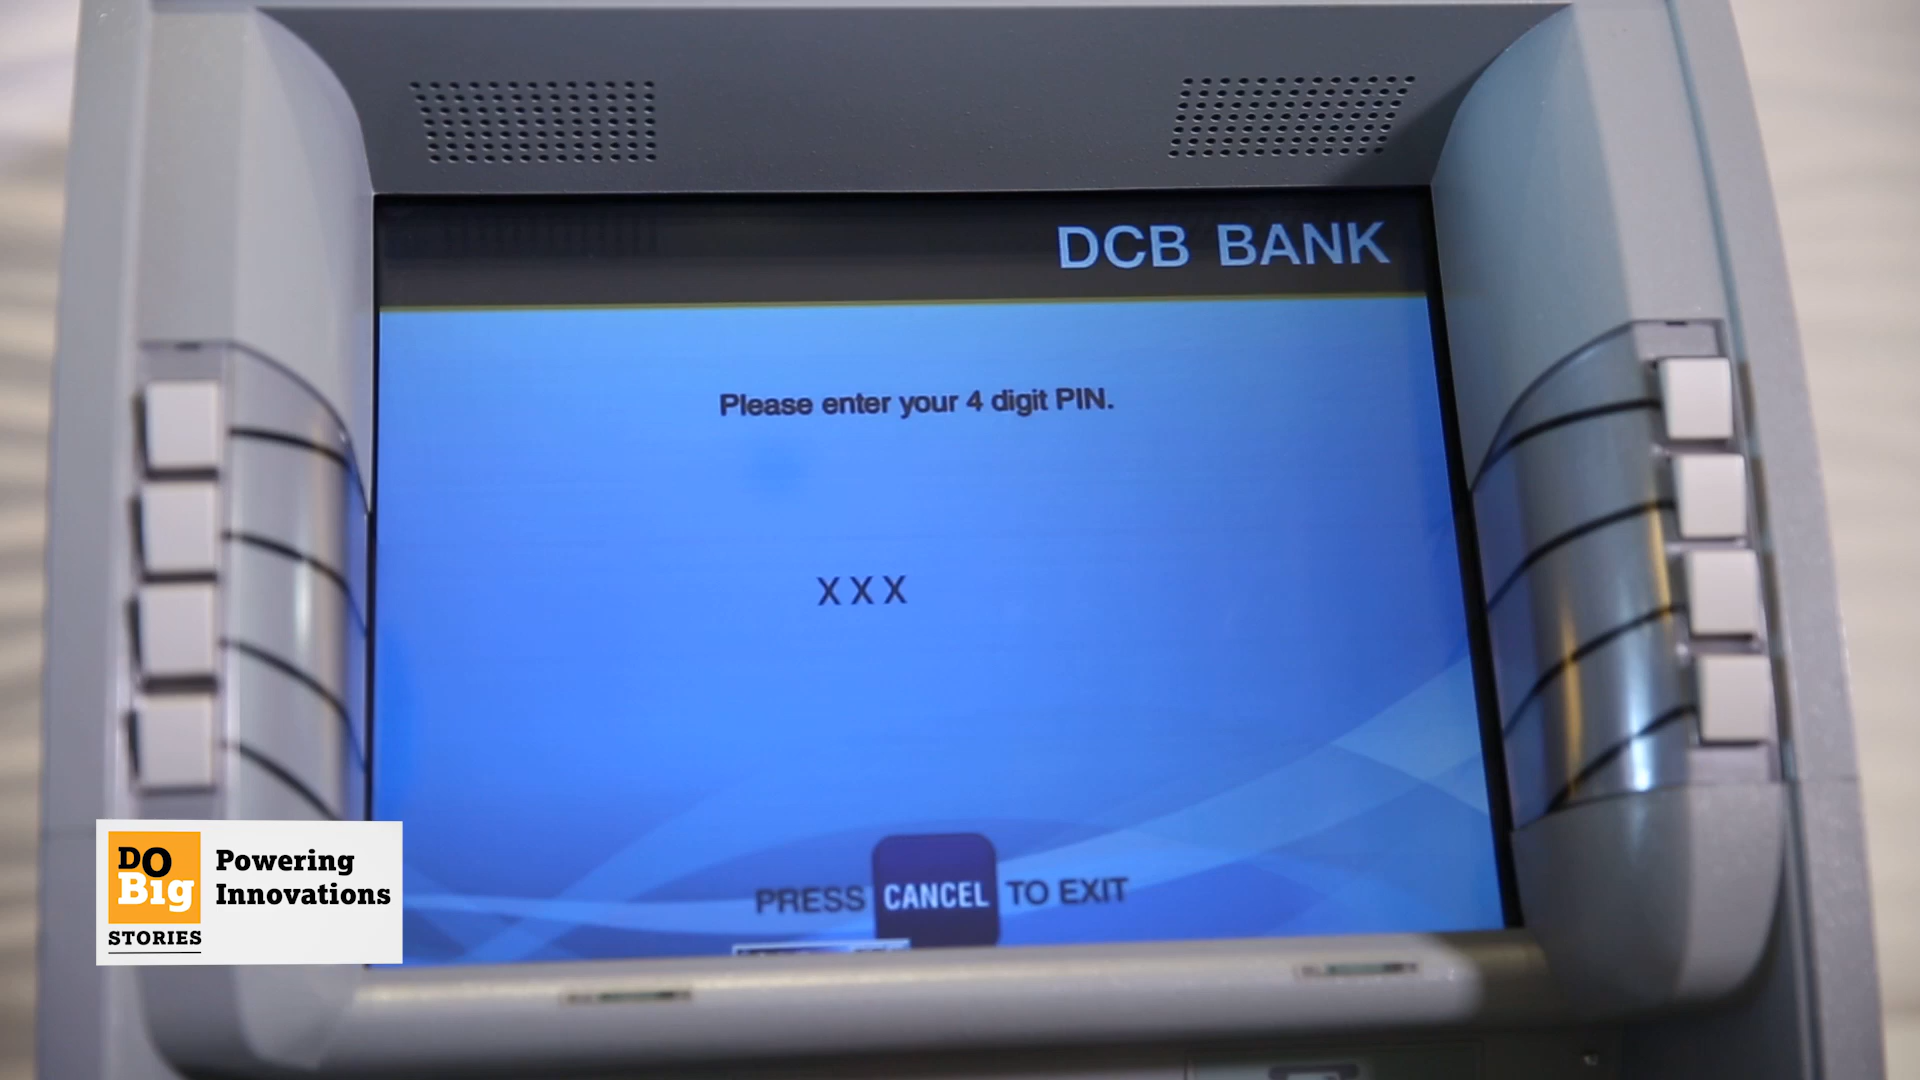 DCB BANK
Please enter your 4 digit PIN.
XXX
PRESS CANCEL TO EXIT
DO
Big
STORIES
Powering
Innovations